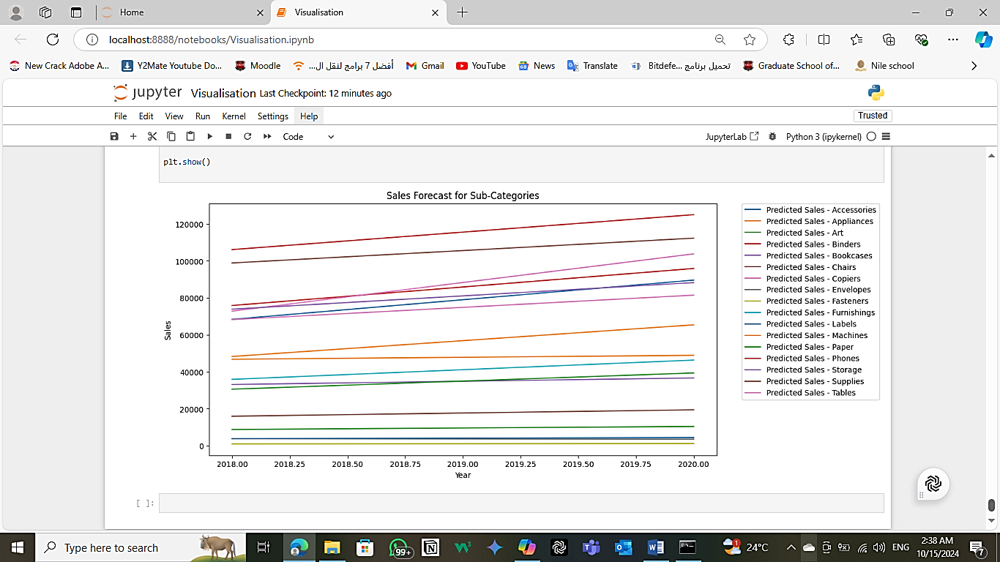 Home
Visualisation
localhost:8888/notebooks/Visualisation.ipynb
New Crack Adobe A...
Y2Mate Youtube Do...
Moodle
أفضل 7 برامج لنقل ال...
Gmail
YouTube
News
Translate
تحميل برنامج Bitdefe...
Graduate School of...
Nile school
jupyter Visualisation Last Checkpoint: 12 minutes ago
File Edit View Run Kernel Settings Help
Trusted
Code
JupyterLab
Python 3 (ipykernel)
plt.show()
Sales Forecast for Sub-Categories
Sales
120000
100000
80000
60000
40000
20000
0
2018.00 2018.25 2018.50 2018.75 2019.00 2019.25 2019.50 2019.75 2020.00
Year
Predicted Sales - Accessories
Predicted Sales - Appliances
Predicted Sales - Art
Predicted Sales - Binders
Predicted Sales - Bookcases
Predicted Sales - Chairs
Predicted Sales - Copiers
Predicted Sales - Envelopes
Predicted Sales - Fasteners
Predicted Sales - Furnishings
Predicted Sales - Labels
Predicted Sales - Machines
Predicted Sales - Paper
Predicted Sales - Phones
Predicted Sales - Storage
Predicted Sales - Supplies
Predicted Sales - Tables
[ ]:
Type here to search
99+
1
24°C
ENG
2:38 AM
10/15/2024
7